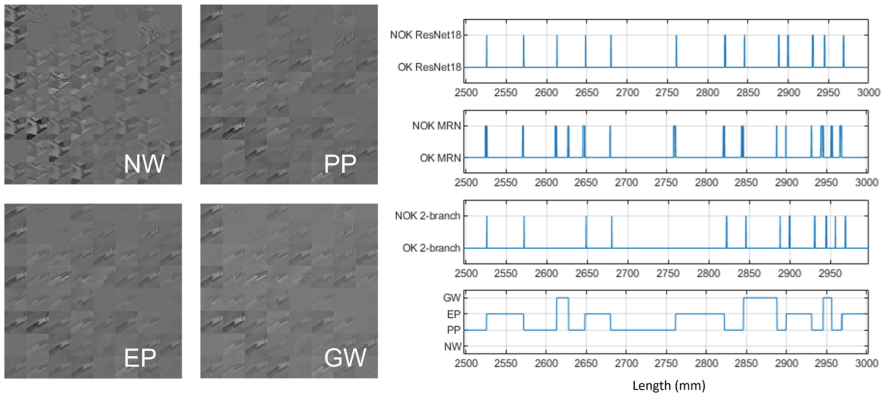 NW
PP
EP
GW
NOK ResNet18
OK ResNet18
2500 2550 2600 2650 2700 2750 2800 2850 2900 2950 3000
NOK MRN
OK MRN
2500 2550 2600 2650 2700 2750 2800 2850 2900 2950 3000
NOK 2-branch
OK 2-branch
2500 2550 2600 2650 2700 2750 2800 2850 2900 2950
GW
EP
PP
NW
2500 2550 2600 2650 2700 2750 2800 2850 2900 2950 3000
Length (mm)